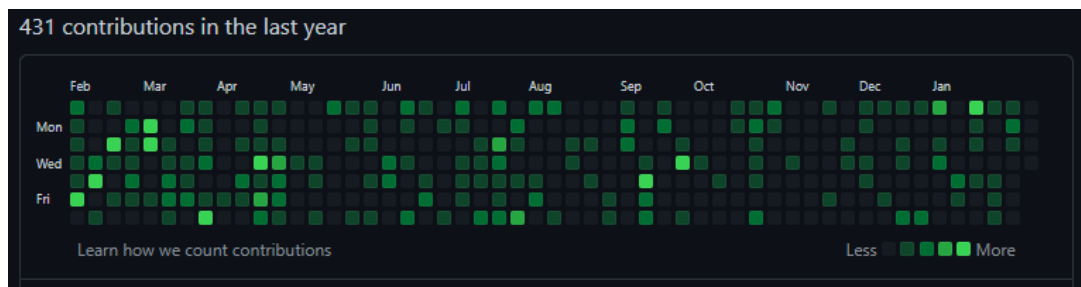 431 contributions in the last year
Feb Mar Apr May Jun Jul Aug Sep Oct Nov Dec Jan
Mon
Wed
Fri
Learn how we count contributions
Less More